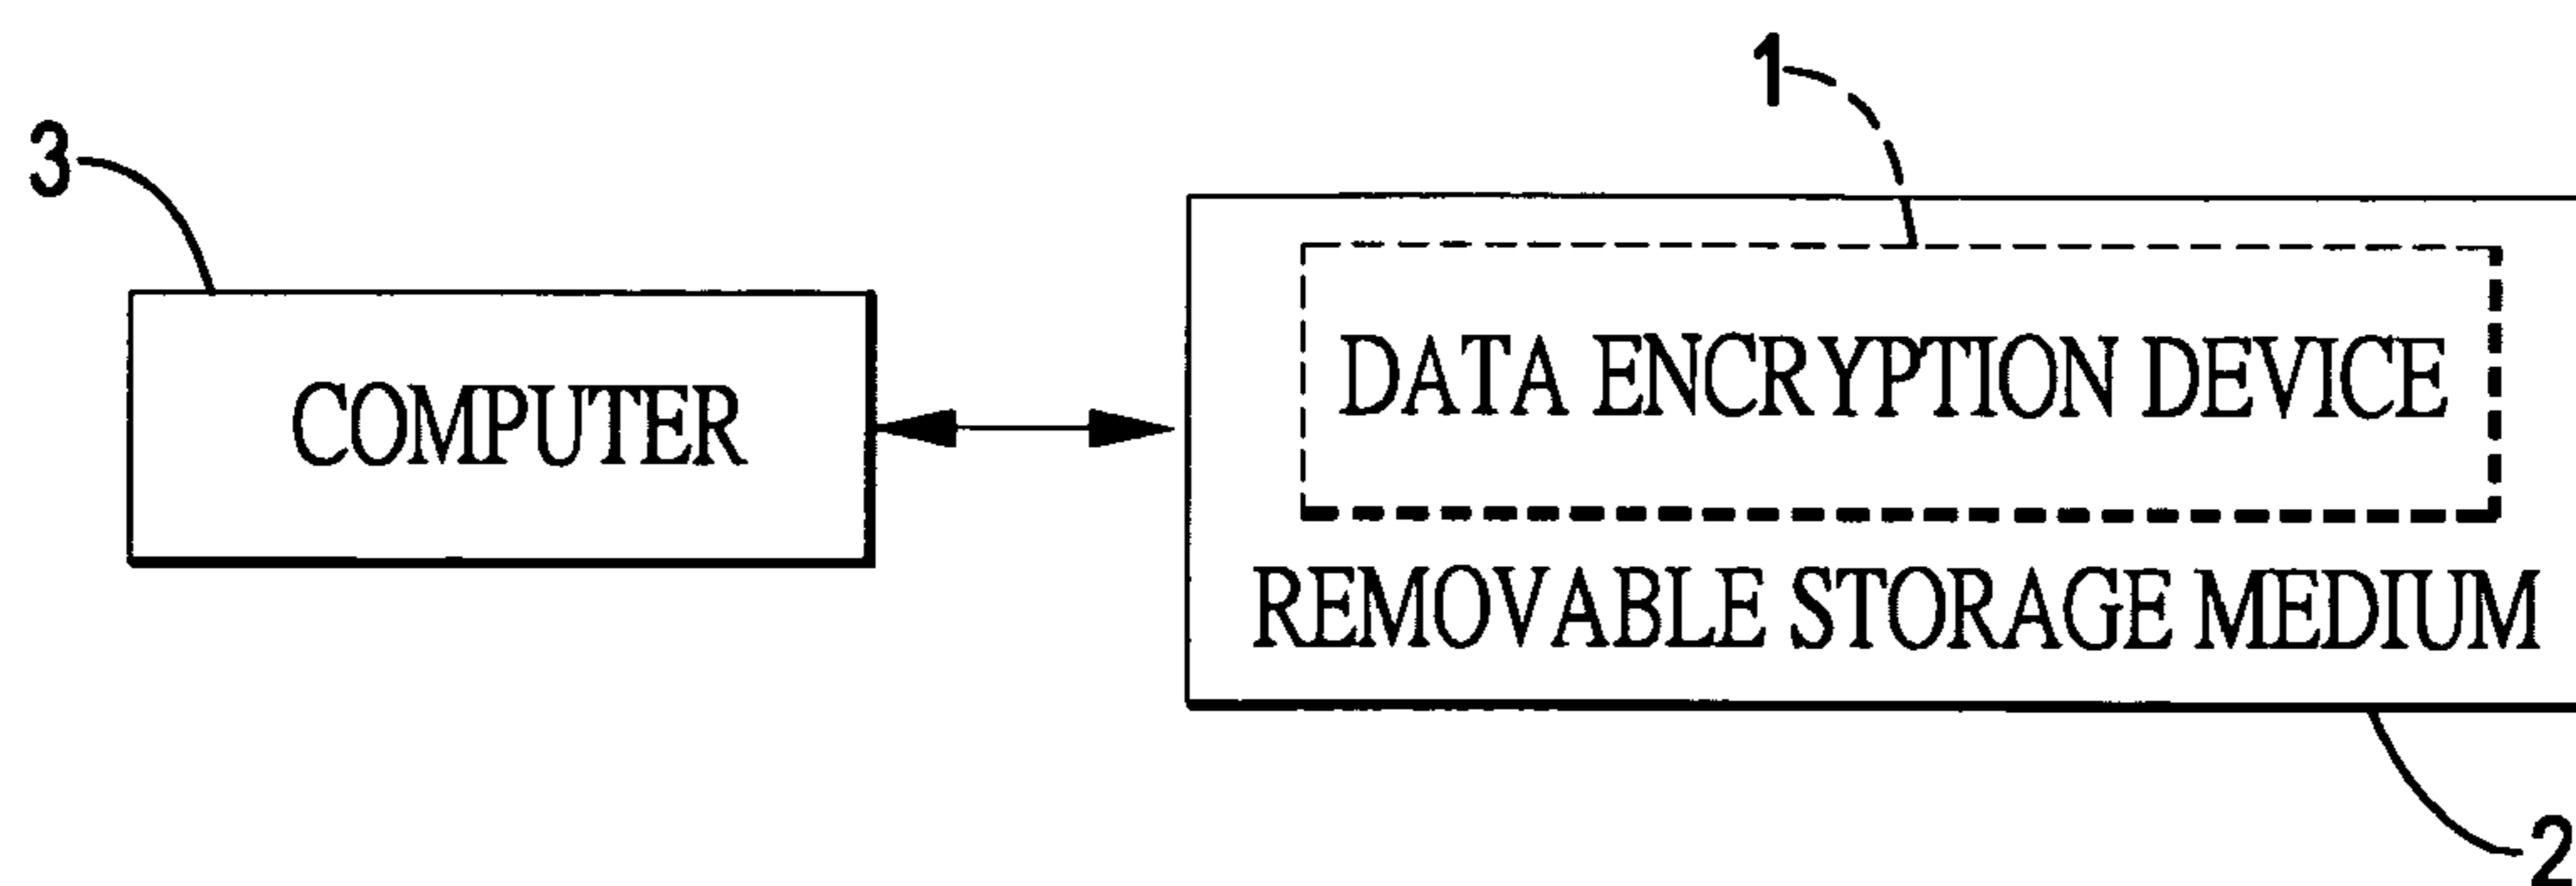 1
3
DATA ENCRYPTION DEVICE
COMPUTER
REMOVABLE STORAGE MEDIUM
2